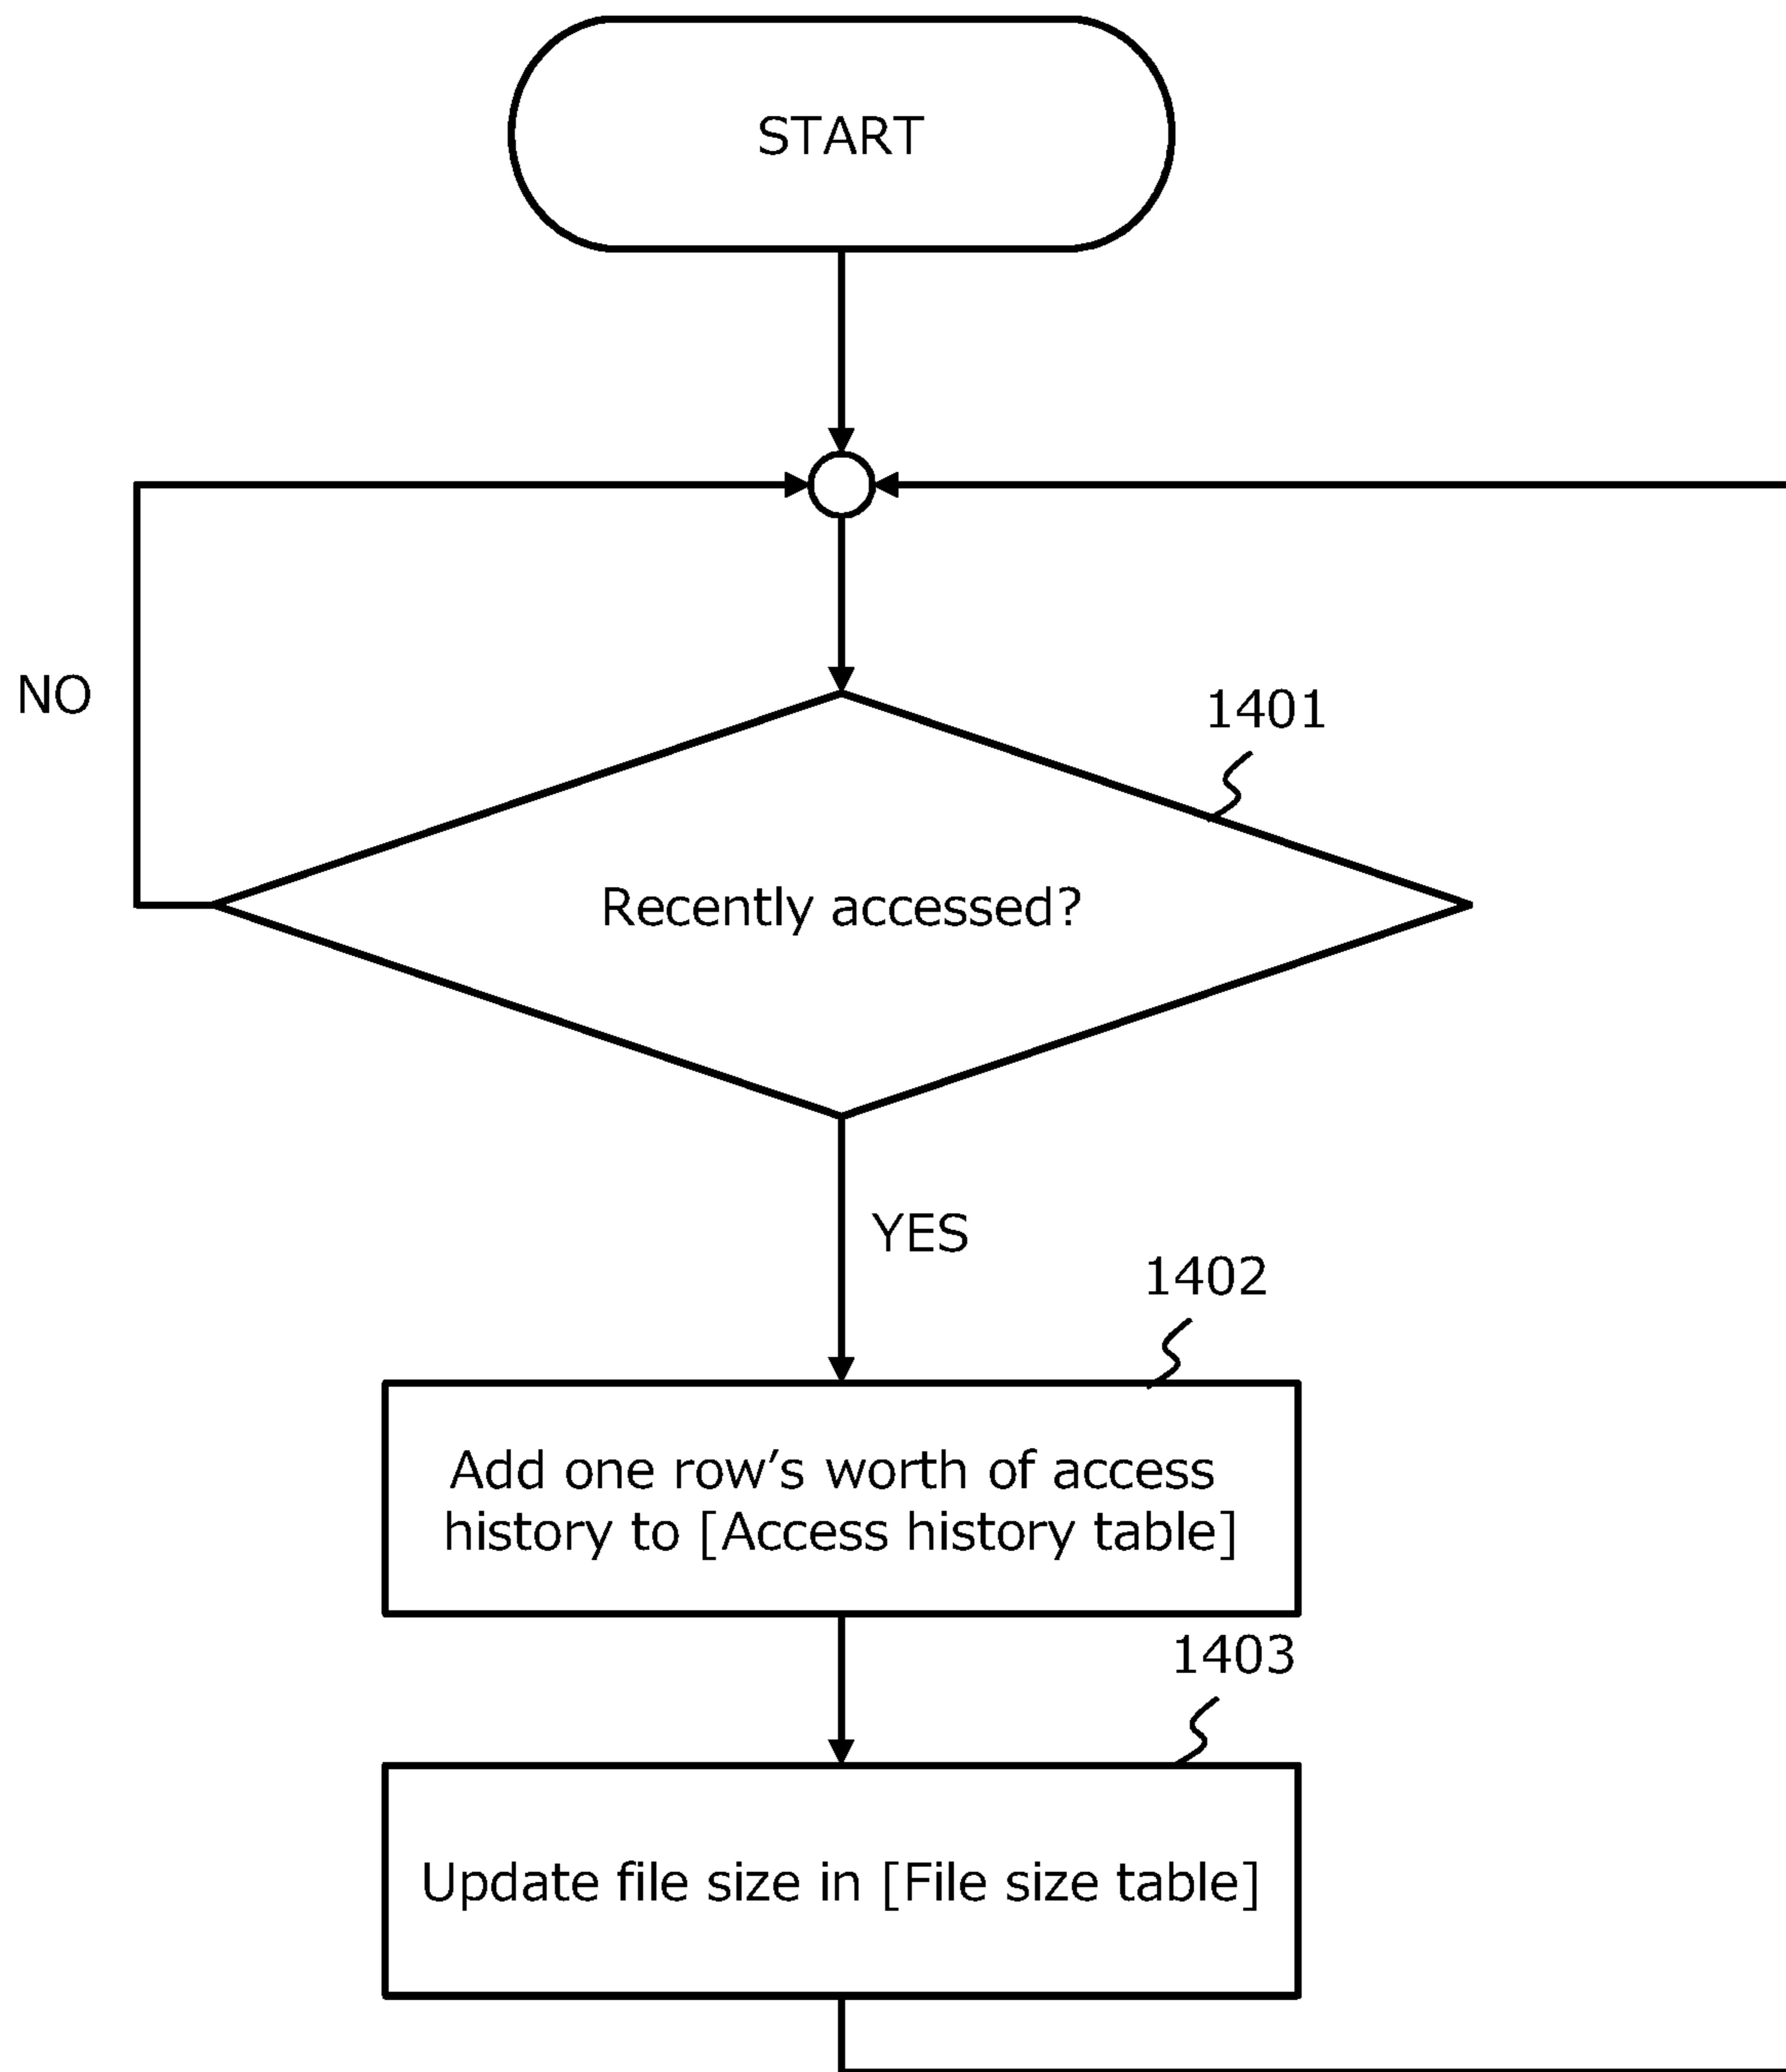 START
NO
1401
Recently accessed?
YES
1402
Add one row’s worth of access
history to [Access history table]
1403
Update file size in [File size table]